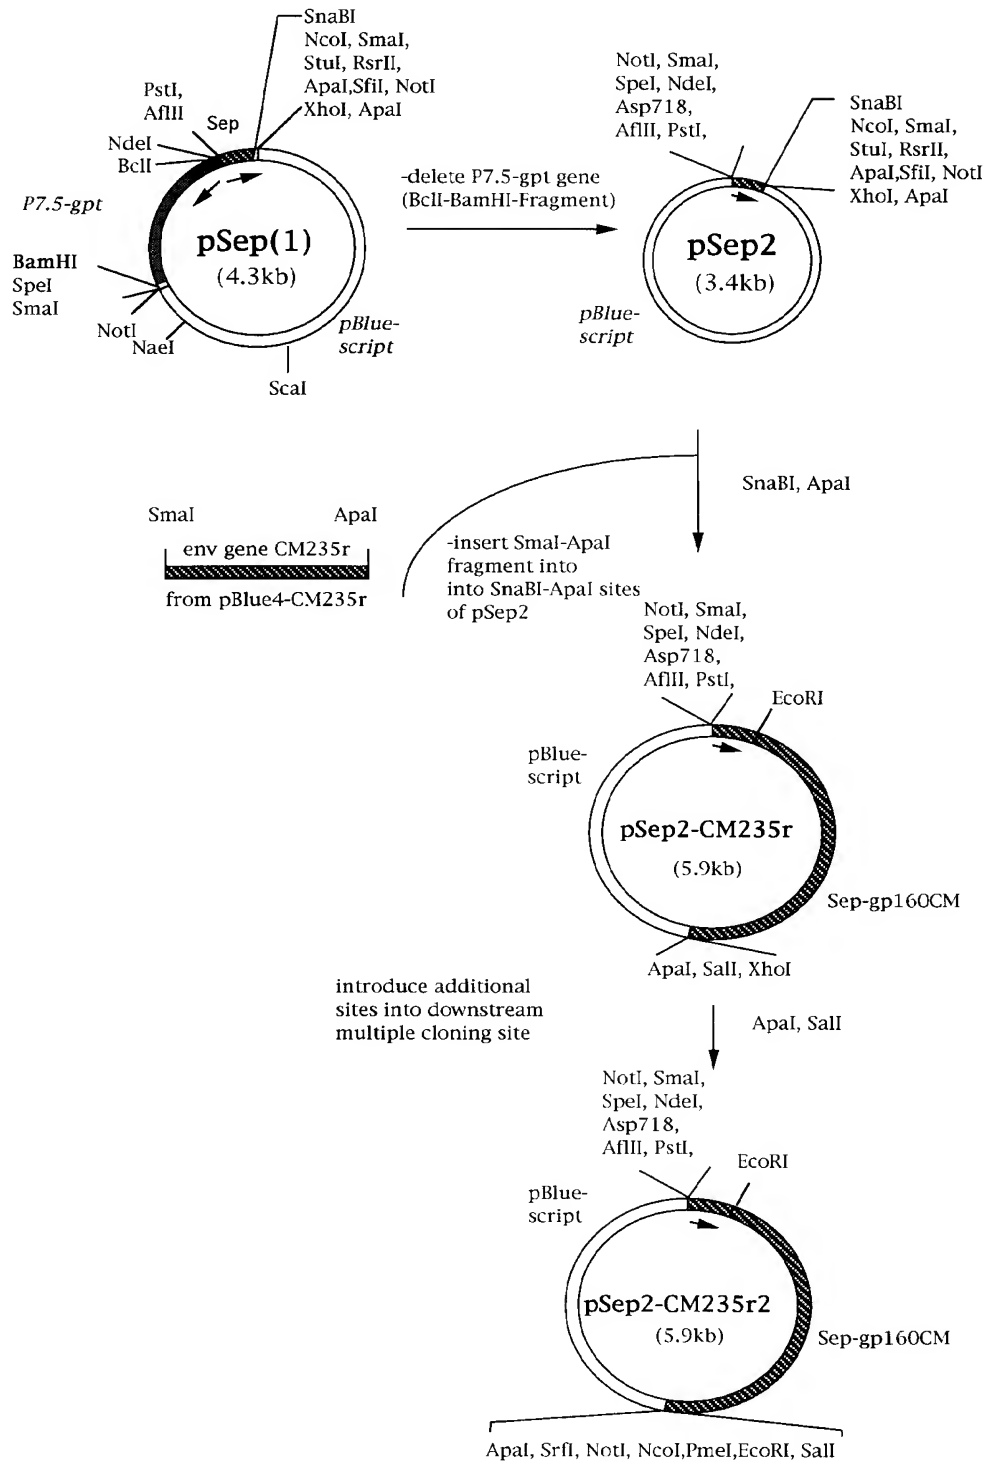 SnaBI
NcoI, SmaI,
StuI, RsrII,
ApaI,SfiI, NotI
XhoI, ApaI
PstI,
AflII
Sep
NdeI
BclI
P7.5-gpt
pSep(1)
(4.3kb)
BamHI
SpeI
SmaI
NotI
NaeI
pBlue-
script
ScaI
-delete P7.5-gpt gene
(BclI-BamHI-Fragment)
NotI, SmaI,
SpeI, NdeI,
Asp718,
AflII, PstI,
SnaBI
NcoI, SmaI,
StuI, RsrII,
ApaI,SfiI, NotI
XhoI, ApaI
pSep2
(3.4kb)
pBlue-
script
SnaBI, ApaI
SmaI
ApaI
env gene CM235r
from pBlue4-CM235r
-insert SmaI-ApaI
fragment into
into SnaBI-ApaI sites
of pSep2
NotI, SmaI,
SpeI, NdeI,
Asp718,
AflII, PstI,
EcoRI
pBlue-
script
pSep2-CM235r
(5.9kb)
Sep-gp160CM
ApaI, SalI, XhoI
introduce additional
sites into downstream
multiple cloning site
ApaI, SalI
NotI, SmaI,
SpeI, NdeI,
Asp718,
AflII, PstI,
EcoRI
pBlue-
script
pSep2-CM235r2
(5.9kb)
Sep-gp160CM
ApaI, SrfI, NotI, NcoI,PmeI,EcoRI, SalI